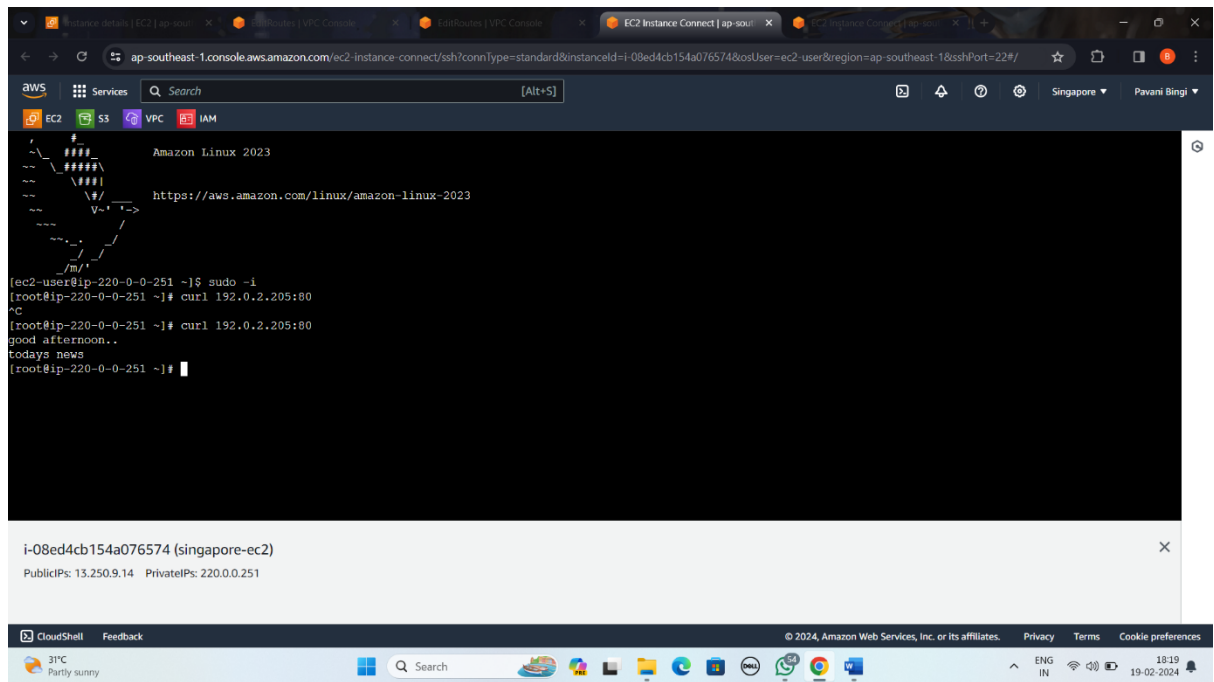 Instance details | EC2 | ap-sout
EditRoutes | VPC Console
EditRoutes | VPC Console
EC2 Instance Connect | ap-sout
EC2 Instance Connect | ap-sou
ap-southeast-1.console.aws.amazon.com/ec2-instance-connect/ssh?connType=standard&instanceId=i-08ed4cb154a076574&osUser=ec2-user&region=ap-southeast-1&sshPort=22#/
B
aws
Services
Search
[Alt+S]
Singapore
Pavani Bingi
EC2
S3
VPC
IAM
   ,     #_
   ~\_  ####_        Amazon Linux 2023
  ~~  \_#####\
  ~~     \###|
  ~~       \#/ ___   https://aws.amazon.com/linux/amazon-linux-2023
   ~~       V~' '->
    ~~~         /
      ~~._.   _/
         _/ _/
       _/m/'
[ec2-user@ip-220-0-0-251 ~]$ sudo -i
[root@ip-220-0-0-251 ~]# curl 192.0.2.205:80
^C
[root@ip-220-0-0-251 ~]# curl 192.0.2.205:80
good afternoon..
todays news
[root@ip-220-0-0-251 ~]#
i-08ed4cb154a076574 (singapore-ec2)
PublicIPs: 13.250.9.14 PrivateIPs: 220.0.0.251
CloudShell
Feedback
© 2024, Amazon Web Services, Inc. or its affiliates.
Privacy
Terms
Cookie preferences
31°C
Partly sunny
Search
PRE
DELL
54
ENG
IN
18:19
19-02-2024